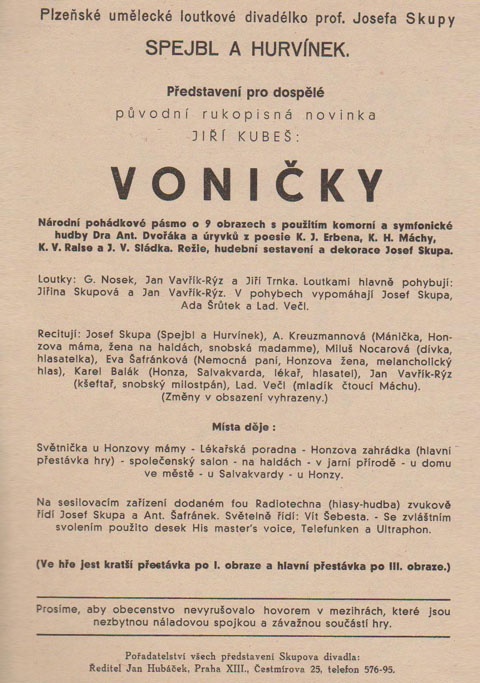 Plzeňské umělecké loutkové divadélko prof. Josefa Skupy
SPEJBL A HURVÍNEK.
Představení pro dospělé
původní rukopisná novinka
JIŘÍ KUBEŠ:
VONIČKY
Národní pohádkové pásmo o 9 obrazech s použitím komorní a symfonické
hudby Dra Ant. Dvořáka a úryvků z poesie K. J. Erbena, K. H. Máchy,
K. V. Raise a J. V. Sládka. Režie, hudební sestavení a dekorace Josef Skupa.
Loutky: G. Nosek, Jan Vavřík-Rýz a Jiří Trnka. Loutkami hlavně pohybují:
Jiřina Skupová a Jan Vavřík-Rýz. V pohybech vypomáhají Josef Skupa,
Ada Šrůtek a Lad. Večl.
Recitují: Josef Skupa (Spejbl a Hurvínek), A. Kreuzmannová (Mánička, Hon-
zova máma, žena na haldách, snobská madamme), Miluš Nocarová (dívka,
hlasatelka), Eva Šafránková (Nemocná paní, Honzova žena, melancholický
hlas), Karel Balák (Honza, Salvakvarda, lékař, hlasatel), Jan Vavřík-Rýz
(kšeftař, snobský milostpán), Lad. Večl (mladík čtoucí Máchu).
(Změny v obsazení vyhrazeny.)
Místa děje :
Světnička u Honzovy mámy - Lékařská poradna - Honzova zahrádka (hlavní
přestávka hry) - společenský salon - na haldách - v jarní přírodě - u domu
ve městě - u Salvakvardy - u Honzy.
Na sesilovacím zařízení dodaném fou Radiotechna (hlasy-hudba) zvukově
řídí Josef Skupa a Ant. Šafránek. Světelně řídí: Vít Šebesta. - Se zvláštním
svolením použito desek His master's voice, Telefunken a Ultraphon.
(Ve hře jest kratší přestávka po I. obraze a hlavní přestávka po III. obraze.)
Prosíme, aby obecenstvo nevyrušovalo hovorem v mezihrách, které jsou
nezbytnou náladovou spojkou a závažnou součástí hry.
Pořadatelství všech představení Skupova divadla:
Ředitel Jan Hubáček, Praha XIII., Čestmírova 25, telefon 576-95.